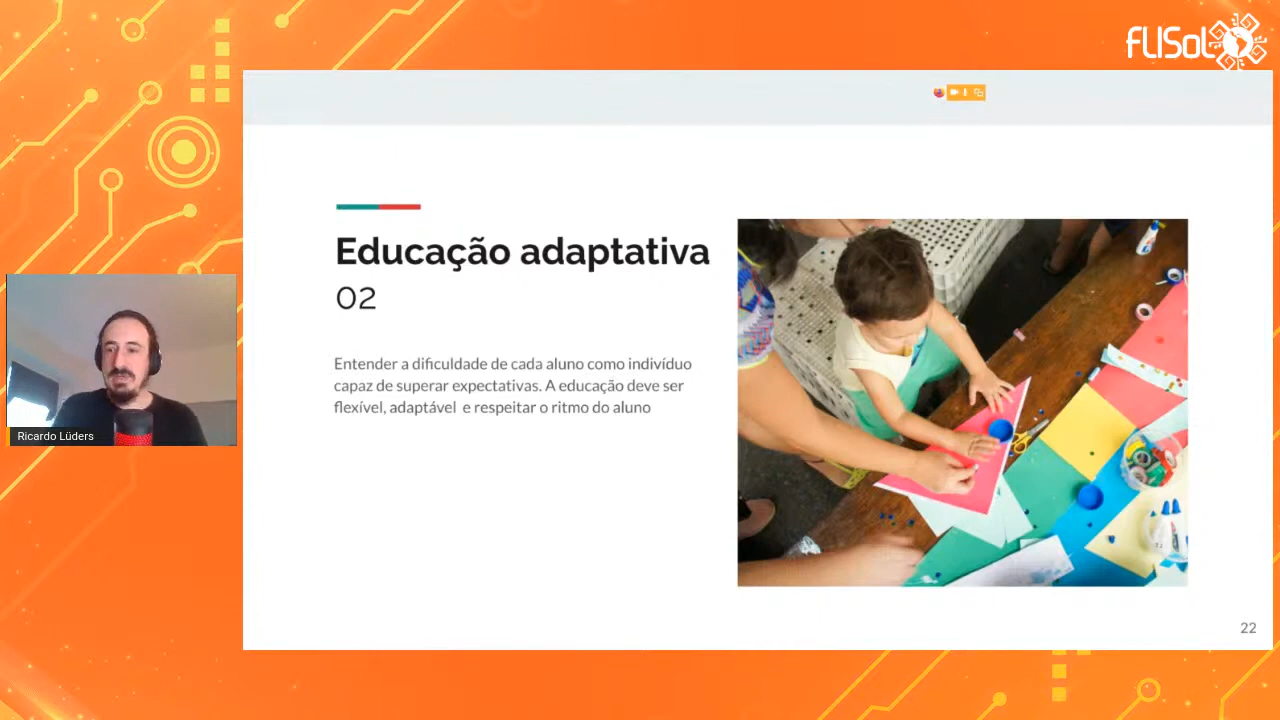 FLISoL
Educação adaptativa
02
Entender a dificuldade de cada aluno como indivíduo
capaz de superar expectativas. A educação deve ser
flexível, adaptável e respeitar o ritmo do aluno
Ricardo Lüders
22